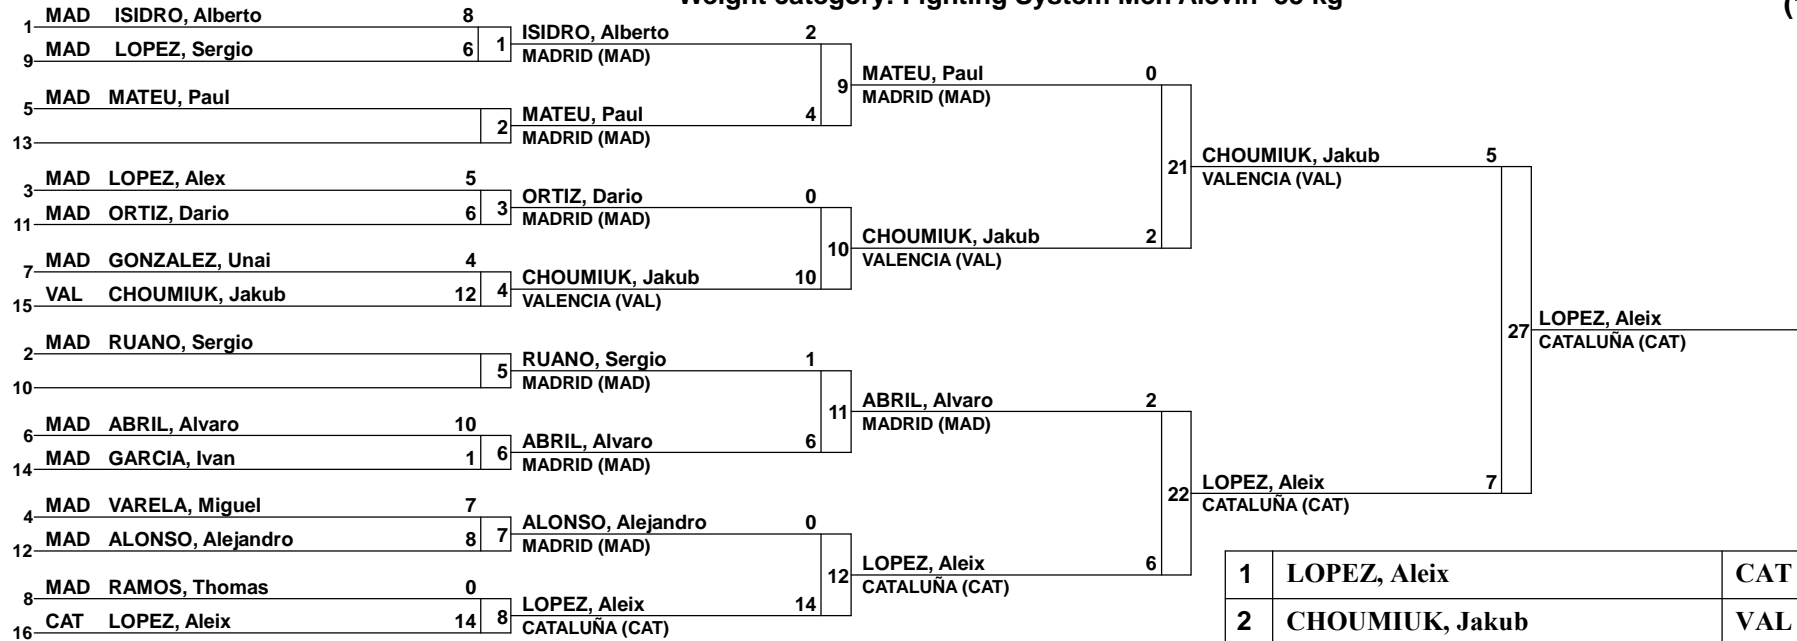 Weight category: Fighting System Men Alevin -38 kg
1 MAD ISIDRO, Alberto 8
9 MAD LOPEZ, Sergio 6
1 ISIDRO, Alberto 2
MADRID (MAD)
5 MAD MATEU, Paul
13
2 MATEU, Paul 4
MADRID (MAD)
9 MATEU, Paul 0
MADRID (MAD)
3 MAD LOPEZ, Alex 5
11 MAD ORTIZ, Dario 6
3 ORTIZ, Dario 0
MADRID (MAD)
7 MAD GONZALEZ, Unai 4
15 VAL CHOUMIUK, Jakub 12
4 CHOUMIUK, Jakub 10
VALENCIA (VAL)
10 CHOUMIUK, Jakub 2
VALENCIA (VAL)
21 CHOUMIUK, Jakub 5
VALENCIA (VAL)
2 MAD RUANO, Sergio
10
5 RUANO, Sergio 1
MADRID (MAD)
6 MAD ABRIL, Alvaro 10
14 MAD GARCIA, Ivan 1
6 ABRIL, Alvaro 6
MADRID (MAD)
11 ABRIL, Alvaro 2
MADRID (MAD)
4 MAD VARELA, Miguel 7
12 MAD ALONSO, Alejandro 8
7 ALONSO, Alejandro 0
MADRID (MAD)
8 MAD RAMOS, Thomas 0
16 CAT LOPEZ, Aleix 14
8 LOPEZ, Aleix 14
CATALUÑA (CAT)
12 LOPEZ, Aleix 6
CATALUÑA (CAT)
22 LOPEZ, Aleix 7
CATALUÑA (CAT)
27 LOPEZ, Aleix
CATALUÑA (CAT)
1 LOPEZ, Aleix CAT
2 CHOUMIUK, Jakub VAL